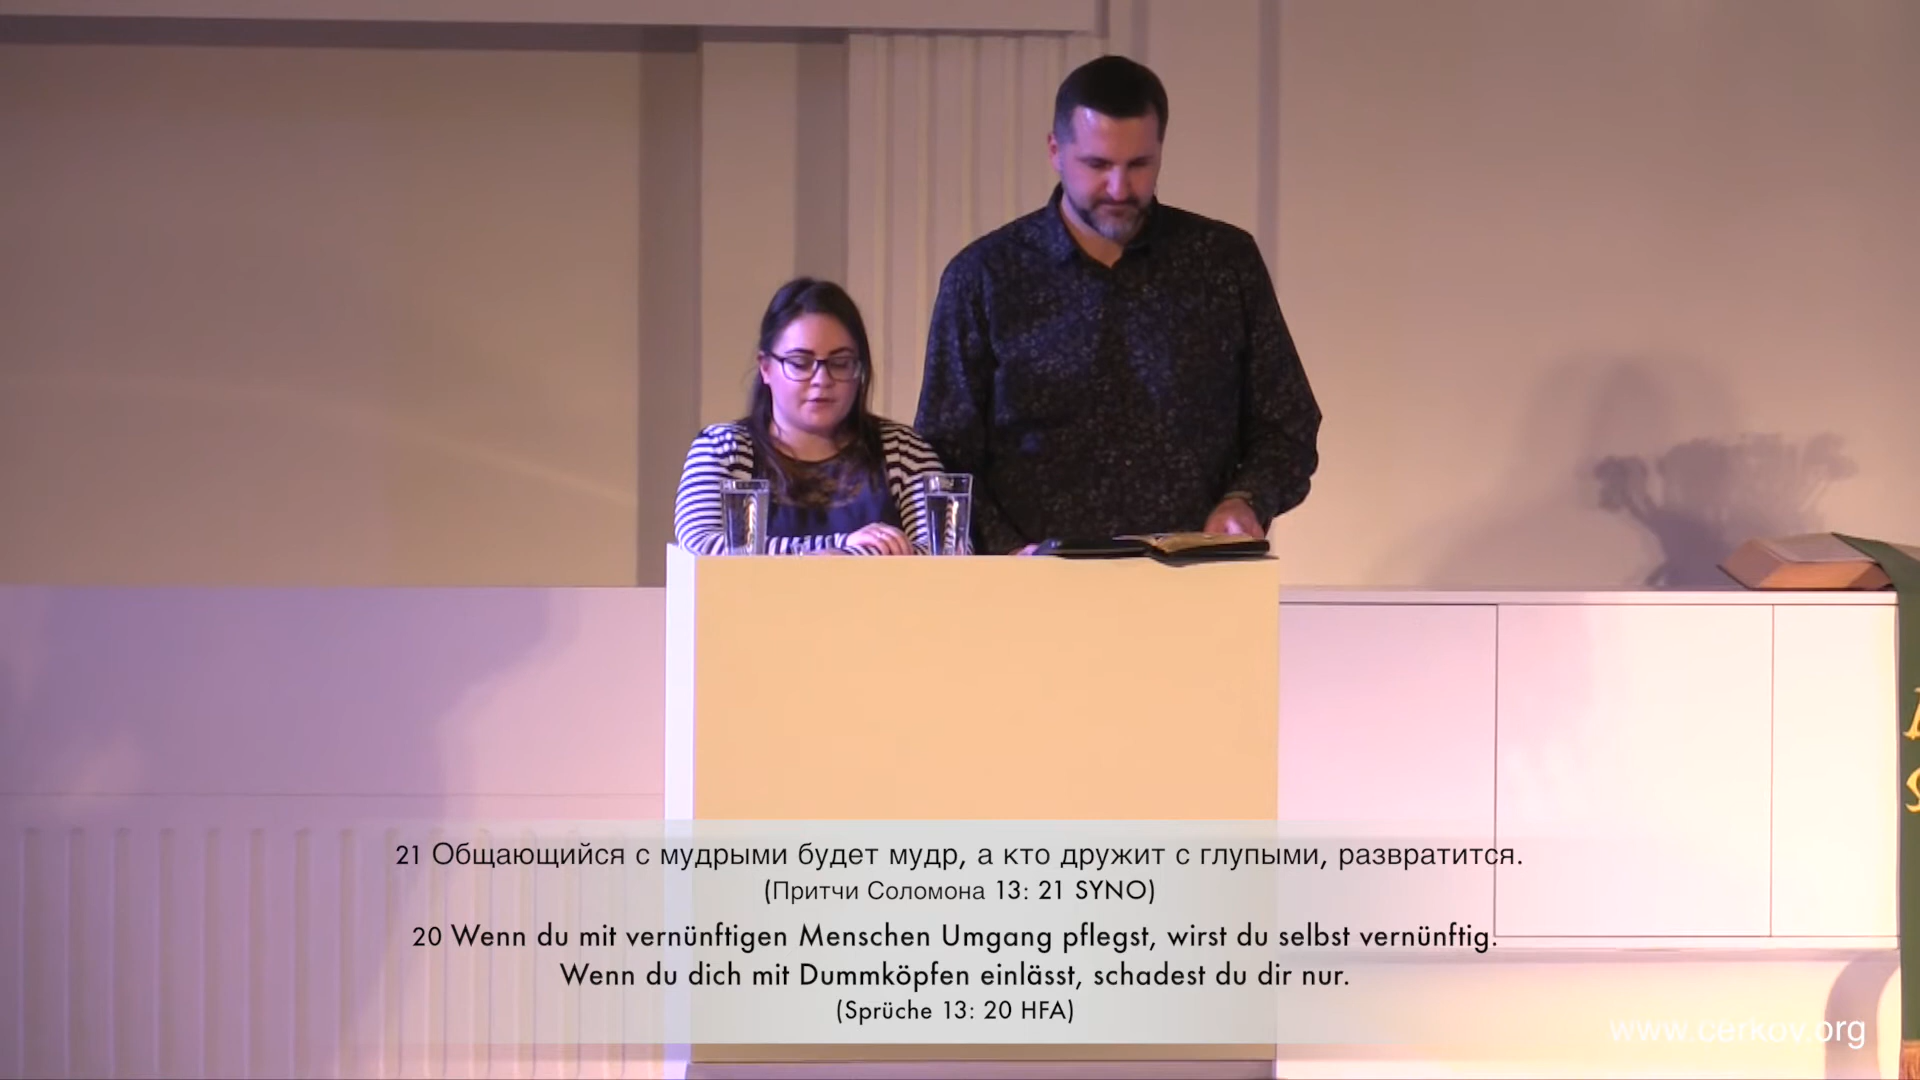 21 Общающийся с мудрыми будет мудр, а кто дружит с глупыми, развратится.
(Притчи Соломона 13: 21 SYNO)
20 Wenn du mit vernünftigen Menschen Umgang pflegst, wirst du selbst vernünftig.
Wenn du dich mit Dummköpfen einlässt, schadest du dir nur.
(Sprüche 13: 20 HFA)
www.cerkov.org